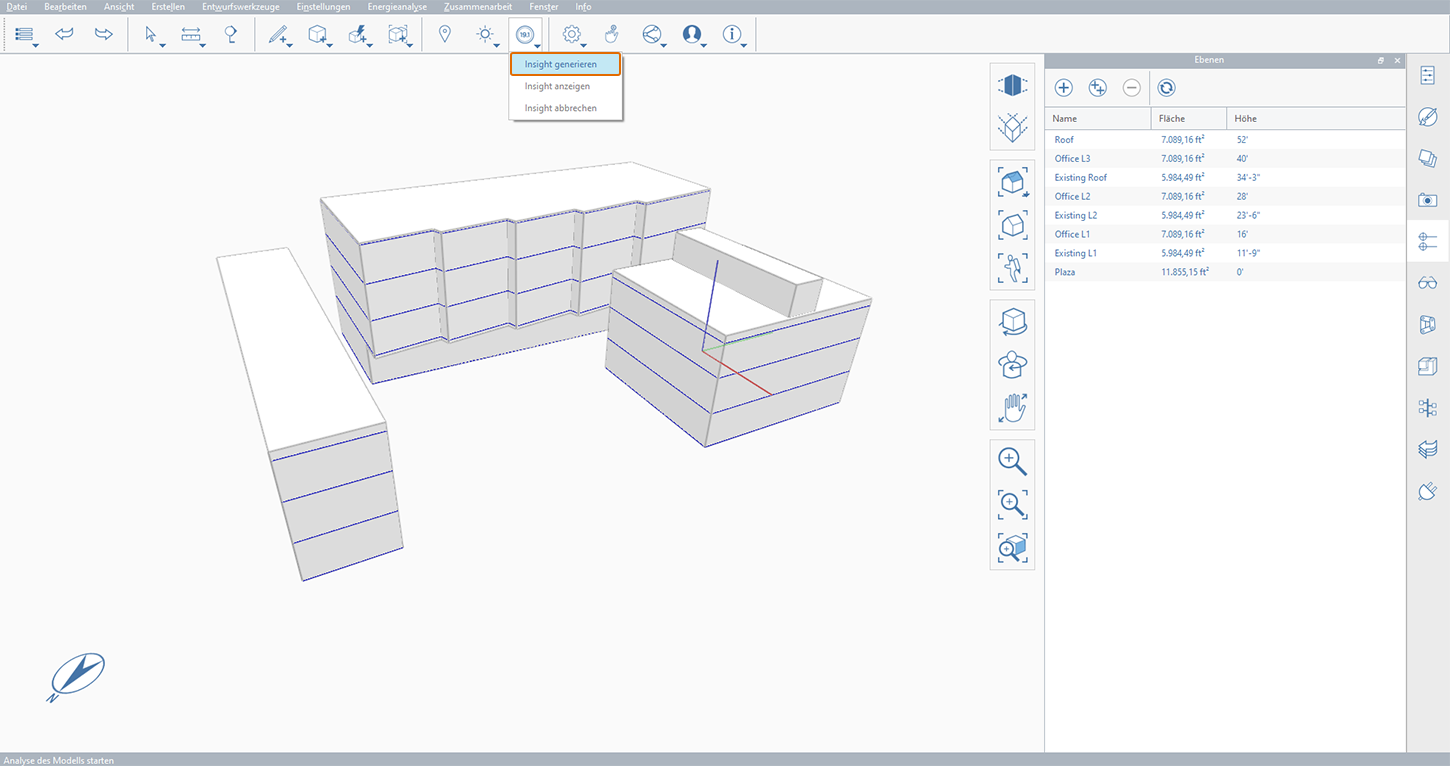 Datei Bearbeiten Ansicht Erstellen Entwurfswerkzeuge Einstellungen Energieanalyse Zusammenarbeit Fenster Info
19.1
Insight generieren
Insight anzeigen
Insight abbrechen
Ebenen
Name Fläche Höhe
Roof 7.089,16 ft² 52'
Office L3 7.089,16 ft² 40'
Existing Roof 5.984,49 ft² 34'-3"
Office L2 7.089,16 ft² 28'
Existing L2 5.984,49 ft² 23'-6"
Office L1 7.089,16 ft² 16'
Existing L1 5.984,49 ft² 11'-9"
Plaza 11.855,15 ft² 0'
N
Analyse des Modells starten